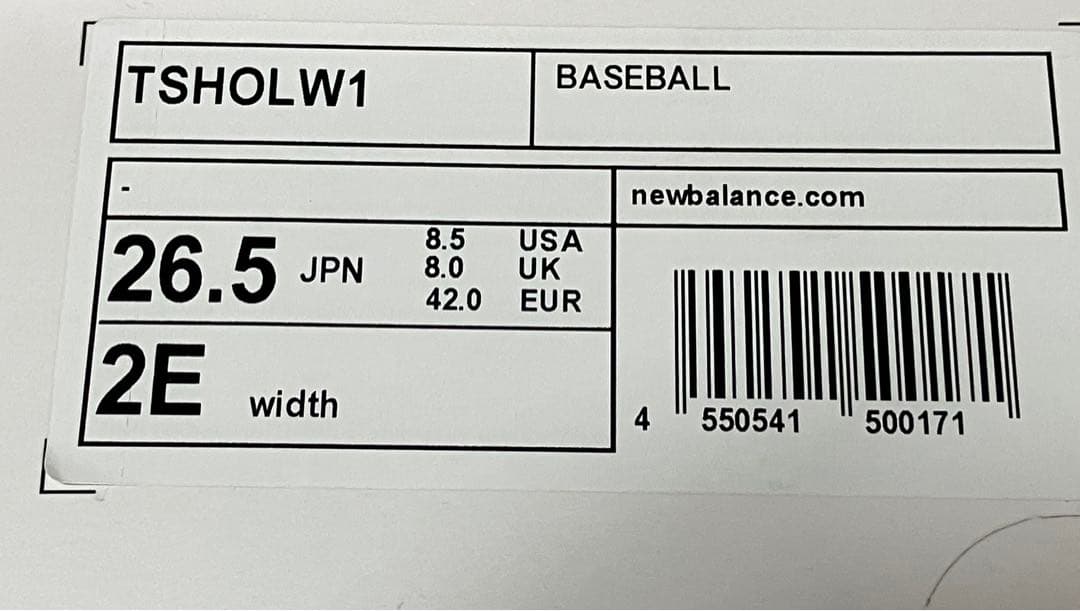 TSHOLW1
BASEBALL
-
newbalance.com
26.5 JPN
8.5 USA
8.0 UK
42.0 EUR
2E width
4 550541 500171